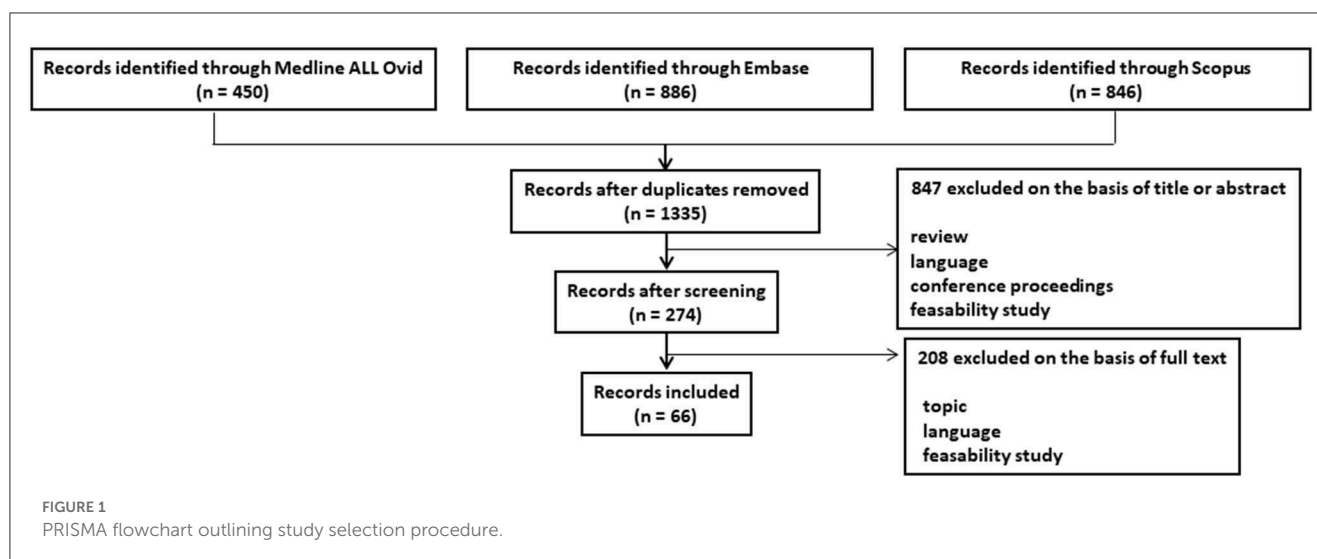 Records identified through Medline ALL Ovid
(n = 450)
Records identified through Embase
(n = 886)
Records identified through Scopus
(n = 846)
Records after duplicates removed
(n = 1335)
847 excluded on the basis of title or abstract
review
language
conference proceedings
feasability study
Records after screening
(n = 274)
208 excluded on the basis of full text
topic
language
feasability study
Records included
(n = 66)
FIGURE 1
PRISMA flowchart outlining study selection procedure.